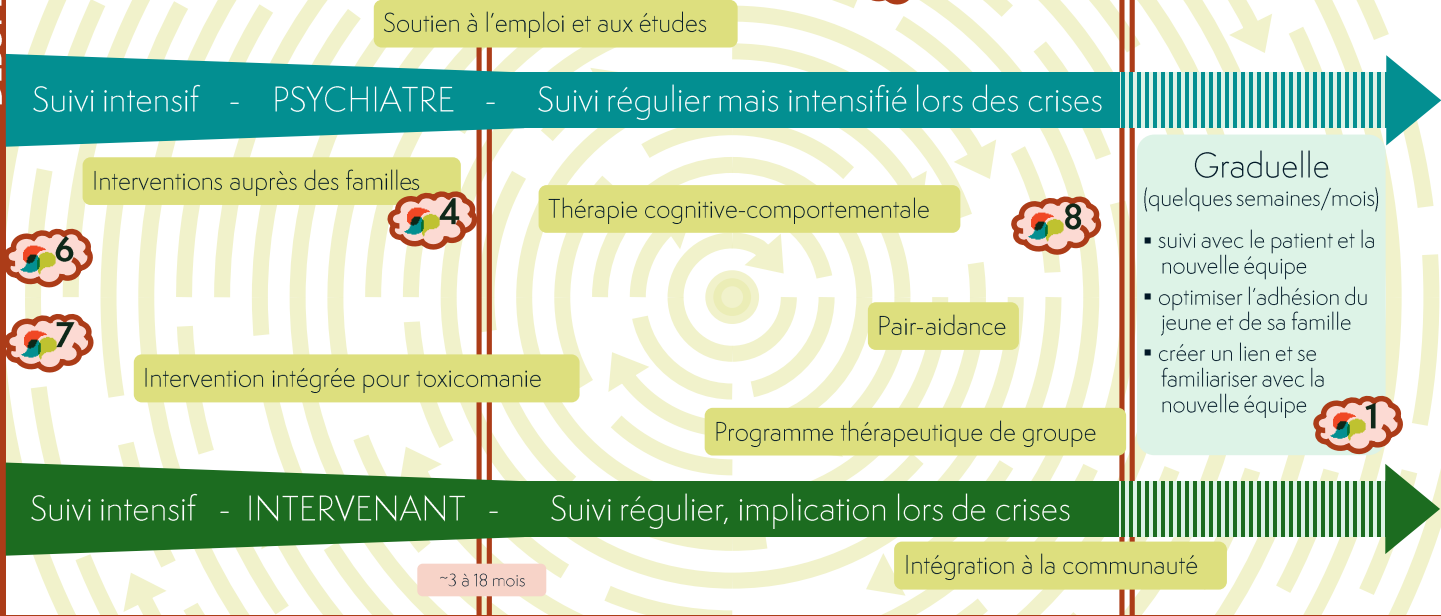 Soutien à l'emploi et aux études
Suivi intensif - PSYCHIATRE - Suivi régulier mais intensifié lors des crises
Interventions auprès des familles
4
Thérapie cognitive-comportementale
8
6
7
Pair-aidance
Intervention intégrée pour toxicomanie
Programme thérapeutique de groupe
Graduelle
(quelques semaines/mois)
▪ suivi avec le patient et la
nouvelle équipe
▪ optimiser l'adhésion du
jeune et de sa famille
▪ créer un lien et se
familiariser avec la
nouvelle équipe
1
Suivi intensif - INTERVENANT - Suivi régulier, implication lors de crises
Intégration à la communauté
~3 à 18 mois